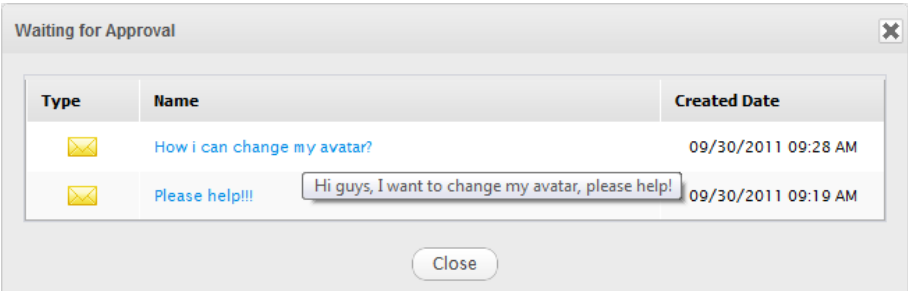 Waiting for Approval
Type Name Created Date
How i can change my avatar? 09/30/2011 09:28 AM
Hi guys, I want to change my avatar, please help!
Please help!!! 09/30/2011 09:19 AM
Close